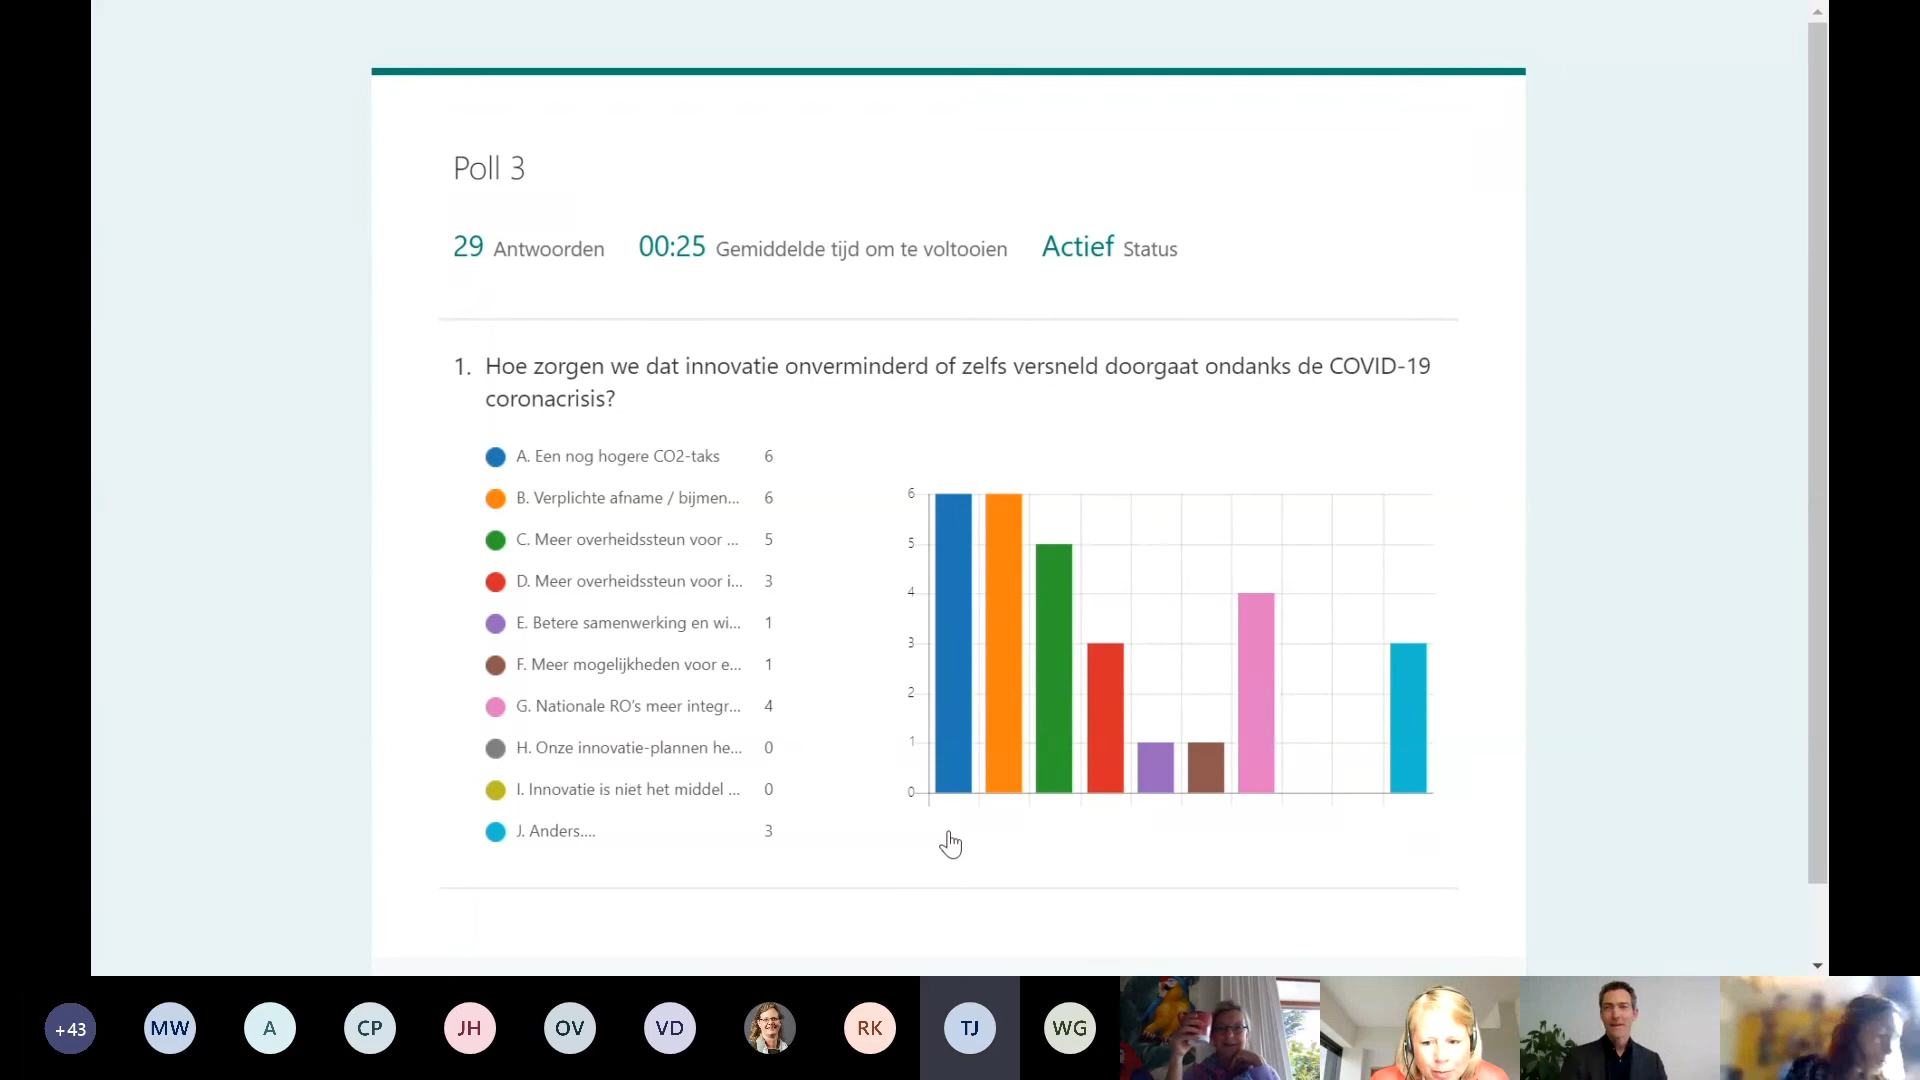 Poll 3
29 Antwoorden 00:25 Gemiddelde tijd om te voltooien Actief Status
1. Hoe zorgen we dat innovatie onverminderd of zelfs versneld doorgaat ondanks de COVID-19
coronacrisis?
A. Een nog hogere CO2-taks 6
B. Verplichte afname / bijmen... 6
C. Meer overheidssteun voor ... 5
D. Meer overheidssteun voor i... 3
E. Betere samenwerking en wi... 1
F. Meer mogelijkheden voor e... 1
G. Nationale RO's meer integr... 4
H. Onze innovatie-plannen he... 0
I. Innovatie is niet het middel ... 0
J. Anders.... 3
6
5
4
3
2
1
0
+43 MW A CP JH OV VD RK TJ WG